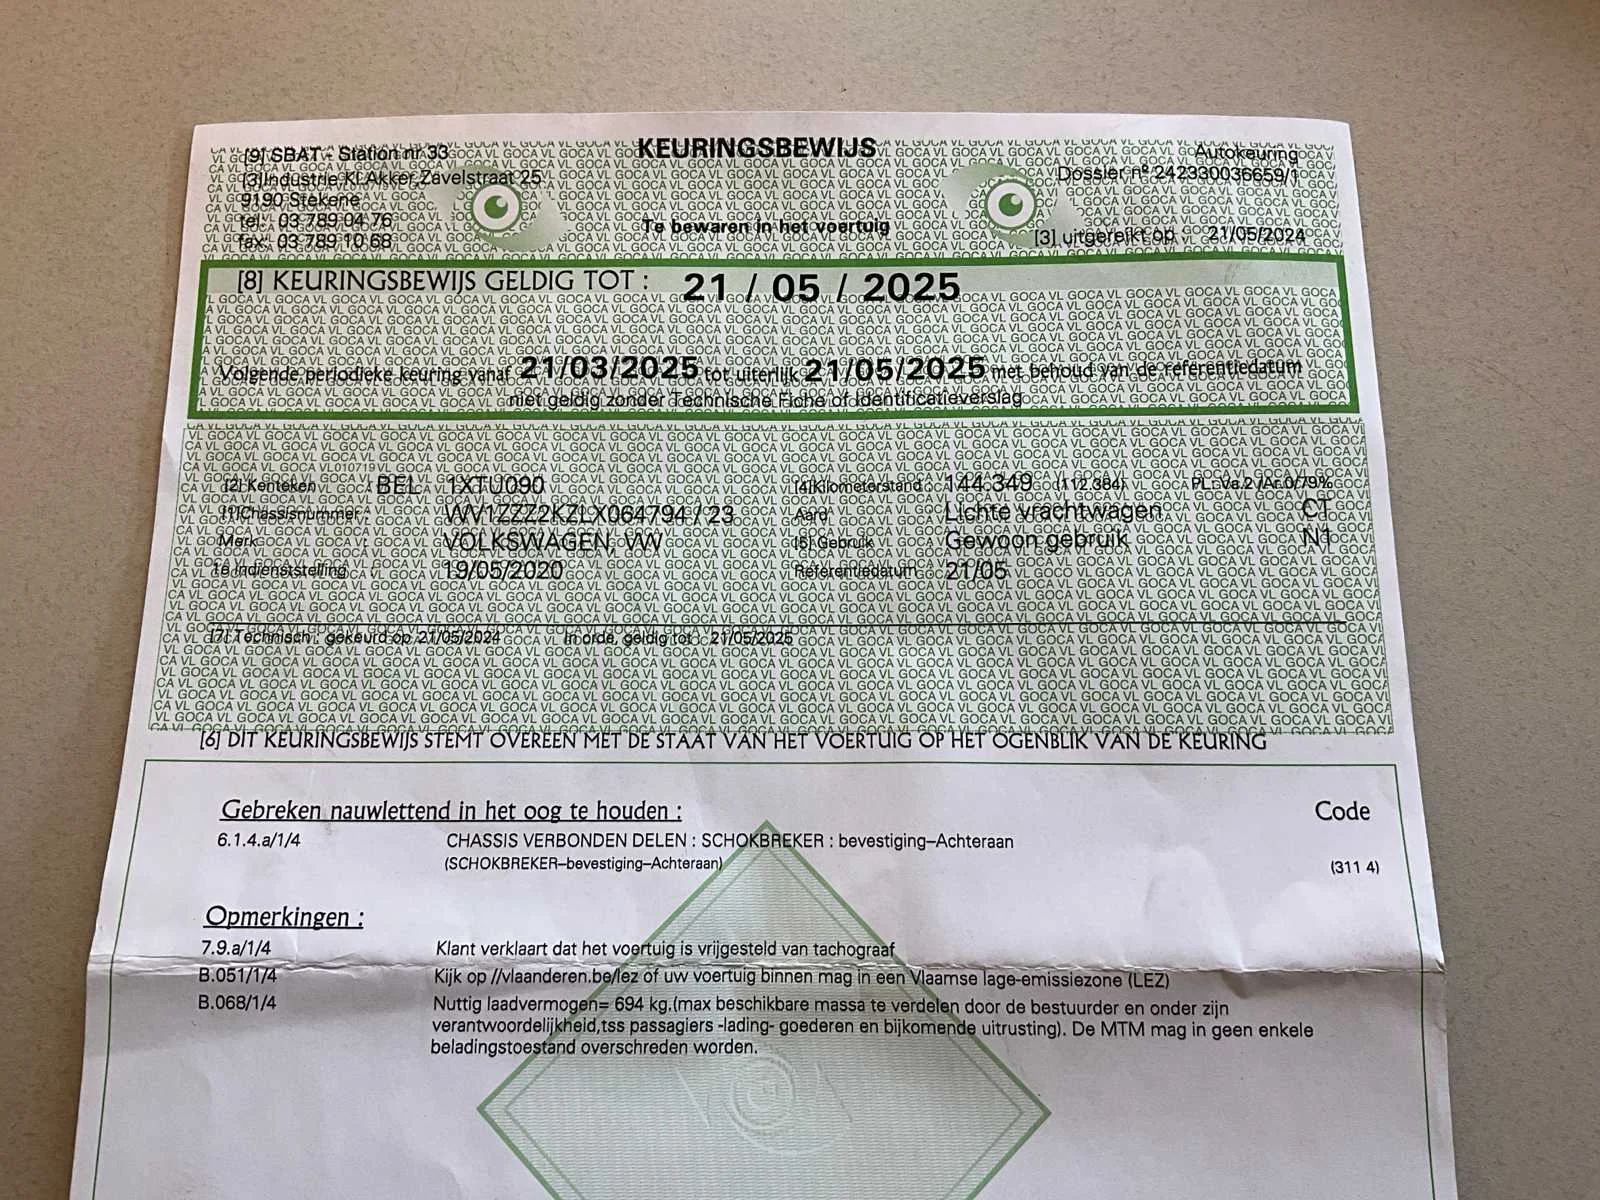 KEURINGSBEWIJS
[9] SBAT - Station nr 33
[3] Industrie Kl.Akker,Zavelstraat 25
9190 Stekene
tel: 03 789 04 76
fax: 03 789 10 68
Te bewaren in het voertuig
Autokeuring
Dossier n° 242330036659/1
[3] uitgereikt op 21/05/2024
[8] KEURINGSBEWIJS GELDIG TOT : 21 / 05 / 2025
Volgende periodieke keuring vanaf 21/03/2025 tot uiterlijk 21/05/2025 met behoud van de referentiedatum
niet geldig zonder Technische Fiche of Identificatieverslag
[2] Kenteken BEL 1XTU090 [4]Kilometerstand : 144.349 (112.384) PL: Va.2 /Ar.0/79%
[1]Chassisnummer : WV1ZZZ2KZLX064794 / 23 Aard Lichte vrachtwagen CT
Merk VOLKSWAGEN, VW [5] Gebruik Gewoon gebruik N1
1e Indienststelling 19/05/2020 Referentiedatum 21/05
[7] Technisch : gekeurd op 21/05/2024 In orde, geldig tot : 21/05/2025
[6] DIT KEURINGSBEWIJS STEMT OVEREEN MET DE STAAT VAN HET VOERTUIG OP HET OGENBLIK VAN DE KEURING
Gebreken nauwlettend in het oog te houden : Code
6.1.4.a/1/4 CHASSIS VERBONDEN DELEN : SCHOKBREKER : bevestiging–Achteraan
(SCHOKBREKER–bevestiging–Achteraan) (311 4)
Opmerkingen :
7.9.a/1/4 Klant verklaart dat het voertuig is vrijgesteld van tachograaf
B.051/1/4 Kijk op //vlaanderen.be/lez of uw voertuig binnen mag in een Vlaamse lage-emissiezone (LEZ)
B.068/1/4 Nuttig laadvermogen= 694 kg.(max beschikbare massa te verdelen door de bestuurder en onder zijn
verantwoordelijkheid,tss passagiers -lading- goederen en bijkomende uitrusting). De MTM mag in geen enkele
beladingstoestand overschreden worden.